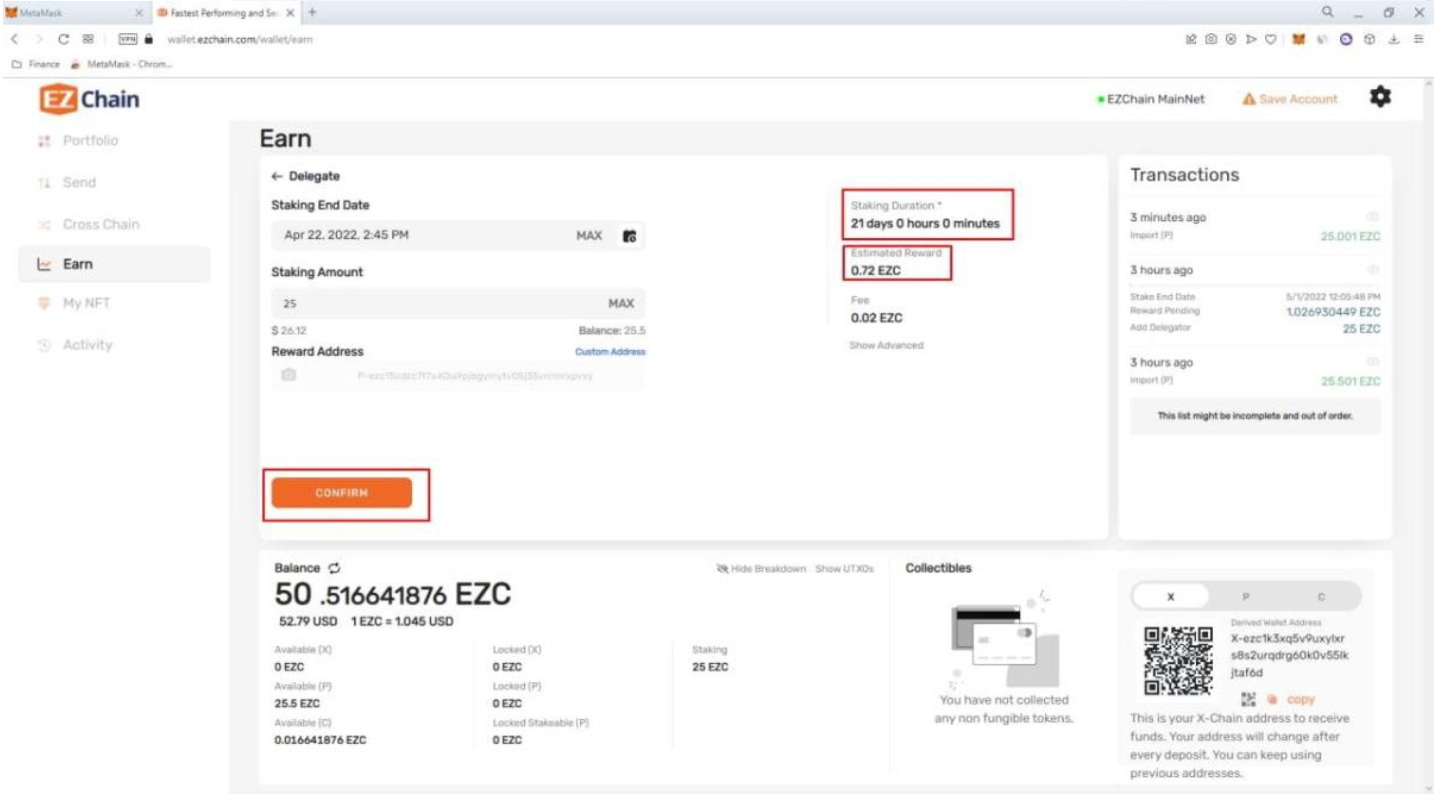 MetaMask
Fastest Performing and Se
VPN wallet.ezchain.com/wallet/earn
Finance MetaMask - Chrom...
EZ Chain
EZChain MainNet Save Account
Portfolio
Send
Cross Chain
Earn
My NFT
Activity
Earn
← Delegate
Staking End Date
Apr 22, 2022, 2:45 PM MAX
Staking Amount
25 MAX
$ 26.12 Balance: 25.5
Reward Address Custom Address
CONFIRM
Staking Duration *
21 days 0 hours 0 minutes
Estimated Reward
0.72 EZC
Fee
0.02 EZC
Show Advanced
Transactions
3 minutes ago
Import (P) 25.001 EZC
3 hours ago
Stake End Date 5/1/2022 12:05:48 PM
Reward Pending 1.026930449 EZC
Add Delegator 25 EZC
3 hours ago
Import (P) 25.501 EZC
This list might be incomplete and out of order.
Balance
Hide Breakdown Show UTXOs
50 .516641876 EZC
52.79 USD 1 EZC = 1.045 USD
Available (X)
0 EZC
Available (P)
25.5 EZC
Available (C)
0.016641876 EZC
Locked (X)
0 EZC
Locked (P)
0 EZC
Locked Stakeable (P)
0 EZC
Staking
25 EZC
Collectibles
You have not collected
any non fungible tokens.
X P C
Derived Wallet Address
X-ezc1k3xq5v9uxylxr
s8s2urqdrg60k0v55lk
jtaf6d
copy
This is your X-Chain address to receive
funds. Your address will change after
every deposit. You can keep using
previous addresses.